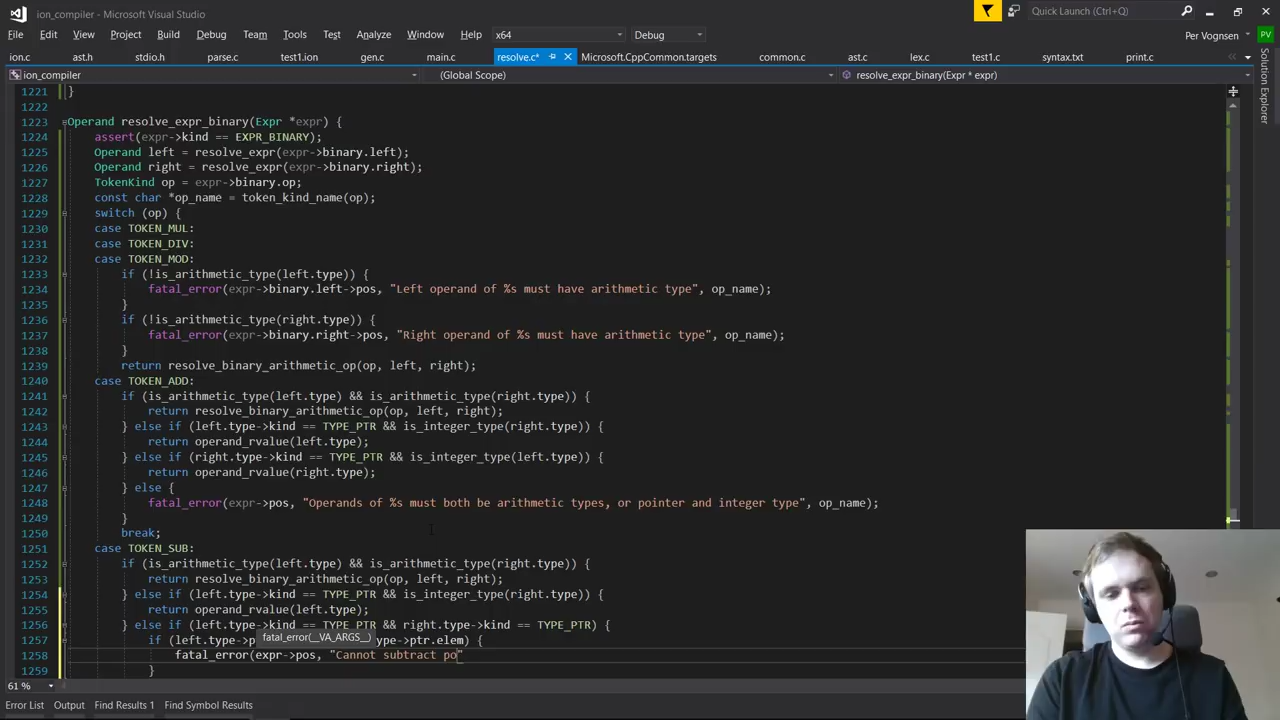 ion_compiler - Microsoft Visual Studio
Quick Launch (Ctrl+Q)
File Edit View Project Build Debug Team Tools Test Analyze Window Help x64 Debug
Per Vognsen PV
ion.c ast.h stdio.h parse.c test1.ion gen.c main.c resolve.c* Microsoft.CppCommon.targets common.c ast.c lex.c test1.c syntax.txt print.c
ion_compiler (Global Scope) resolve_expr_binary(Expr * expr)
Solution Explorer
1221 }
1222
1223 Operand resolve_expr_binary(Expr *expr) {
1224 assert(expr->kind == EXPR_BINARY);
1225 Operand left = resolve_expr(expr->binary.left);
1226 Operand right = resolve_expr(expr->binary.right);
1227 TokenKind op = expr->binary.op;
1228 const char *op_name = token_kind_name(op);
1229 switch (op) {
1230 case TOKEN_MUL:
1231 case TOKEN_DIV:
1232 case TOKEN_MOD:
1233 if (!is_arithmetic_type(left.type)) {
1234 fatal_error(expr->binary.left->pos, "Left operand of %s must have arithmetic type", op_name);
1235 }
1236 if (!is_arithmetic_type(right.type)) {
1237 fatal_error(expr->binary.right->pos, "Right operand of %s must have arithmetic type", op_name);
1238 }
1239 return resolve_binary_arithmetic_op(op, left, right);
1240 case TOKEN_ADD:
1241 if (is_arithmetic_type(left.type) && is_arithmetic_type(right.type)) {
1242 return resolve_binary_arithmetic_op(op, left, right);
1243 } else if (left.type->kind == TYPE_PTR && is_integer_type(right.type)) {
1244 return operand_rvalue(left.type);
1245 } else if (right.type->kind == TYPE_PTR && is_integer_type(left.type)) {
1246 return operand_rvalue(right.type);
1247 } else {
1248 fatal_error(expr->pos, "Operands of %s must both be arithmetic types, or pointer and integer type", op_name);
1249 }
1250 break;
1251 case TOKEN_SUB:
1252 if (is_arithmetic_type(left.type) && is_arithmetic_type(right.type)) {
1253 return resolve_binary_arithmetic_op(op, left, right);
1254 } else if (left.type->kind == TYPE_PTR && is_integer_type(right.type)) {
1255 return operand_rvalue(left.type);
1256 } else if (left.type->kind == TYPE_PTR && right.type->kind == TYPE_PTR) {
1257 if (left.type->p fatal_error(__VA_ARGS__) type->ptr.elem) {
1258 fatal_error(expr->pos, "Cannot subtract po"
1259 }
61 %
Error List Output Find Results 1 Find Symbol Results